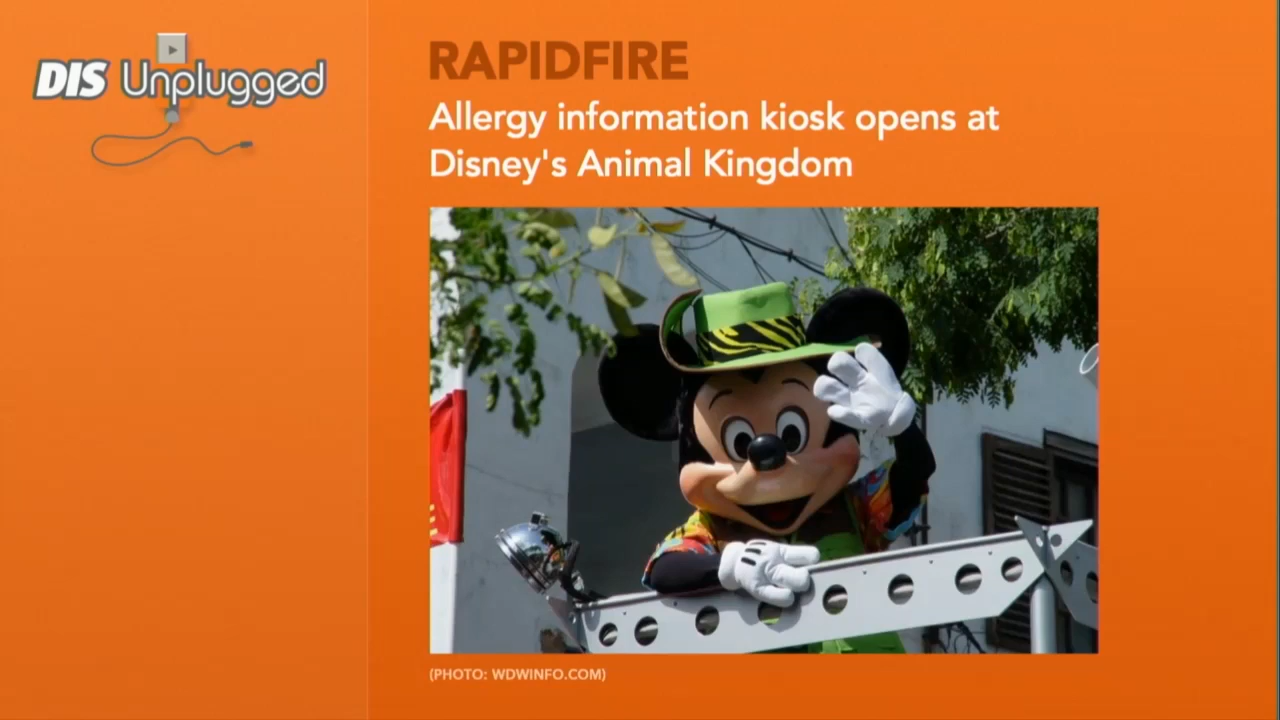 DIS Unplugged
RAPIDFIRE
Allergy information kiosk opens at
Disney's Animal Kingdom
(PHOTO: WDWINFO.COM)